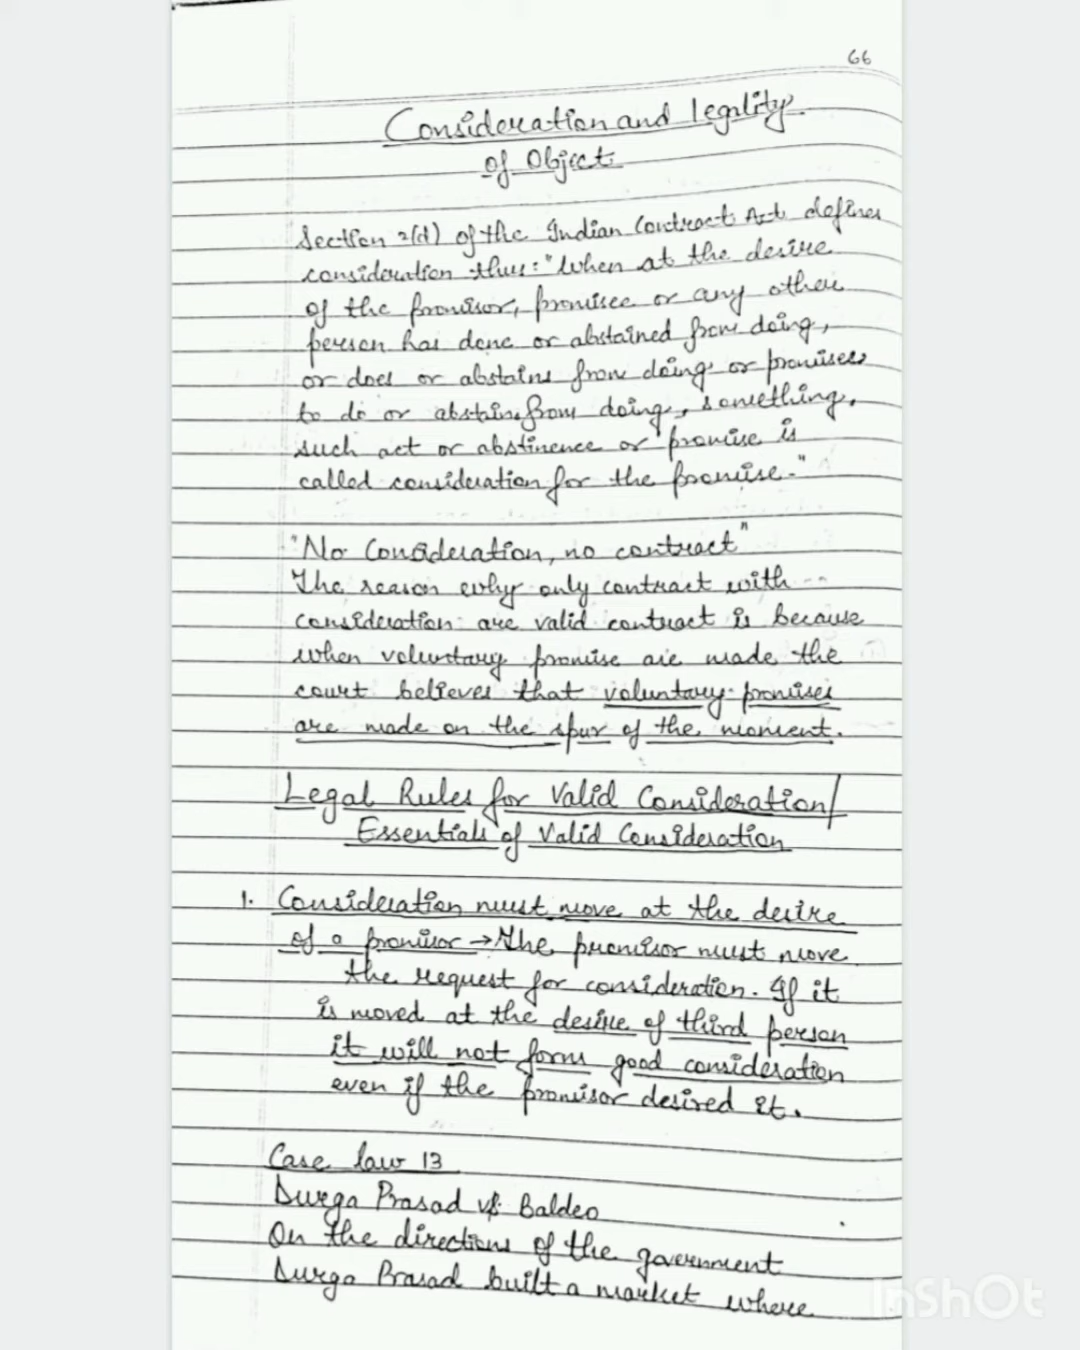 66
Consideration and legality
of Object
Section 2(d) of the Indian Contract Act defines
consideration thus: "When at the desire
of the promisor, promisee or any other
person has done or abstained from doing,
or does or abstains from doing or promises
to do or abstain from doing, something,
such act or abstinence or promise is
called consideration for the promise."
"No Consideration, no contract"
The reason why only contract with
consideration are valid contract is because
when voluntary promise are made the
court believes that voluntary promises
are made on the spur of the moment.
Legal Rules for Valid Consideration/
Essentials of Valid Consideration
1. Consideration must move at the desire
of a promisor → The promisor must move
the request for consideration. If it
is moved at the desire of third person
it will not form good consideration
even if the promisor desired it.
Case law 13
Durga Prasad vs Baldeo
On the directions of the government
Durga Prasad built a market where
InShOt